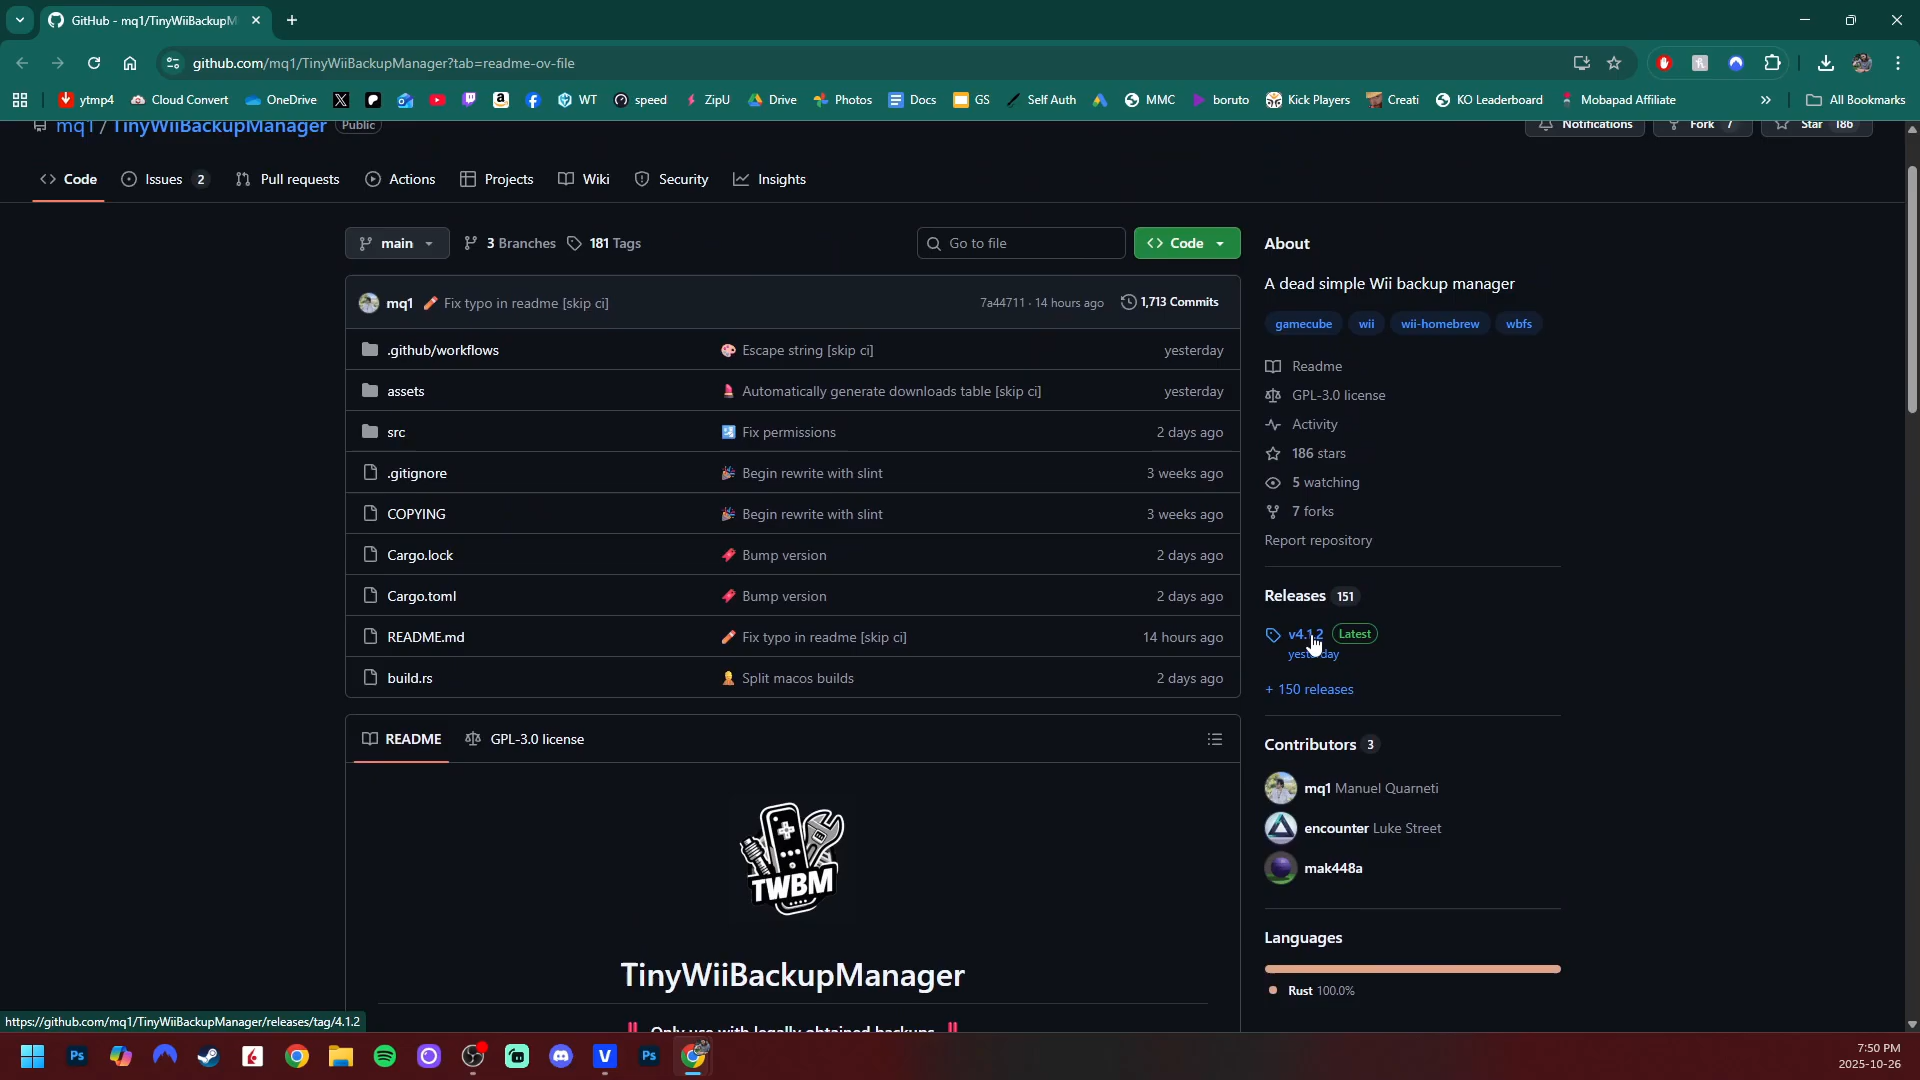 GitHub - mq1/TinyWiiBackupM
github.com/mq1/TinyWiiBackupManager?tab=readme-ov-file
ytmp4 Cloud Convert OneDrive WT speed ZipU Drive Photos Docs GS Self Auth MMC boruto Kick Players Creati KO Leaderboard Mobapad Affiliate » All Bookmarks
mq1 / TinyWiiBackupManager Public Notifications Fork 7 Star 186
Code Issues 2 Pull requests Actions Projects Wiki Security Insights
main 3 Branches 181 Tags Go to file Code
mq1 Fix typo in readme [skip ci] 7a44711 · 14 hours ago 1,713 Commits
.github/workflows Escape string [skip ci] yesterday
assets Automatically generate downloads table [skip ci] yesterday
src Fix permissions 2 days ago
.gitignore Begin rewrite with slint 3 weeks ago
COPYING Begin rewrite with slint 3 weeks ago
Cargo.lock Bump version 2 days ago
Cargo.toml Bump version 2 days ago
README.md Fix typo in readme [skip ci] 14 hours ago
build.rs Split macos builds 2 days ago
README GPL-3.0 license
TWBM
TinyWiiBackupManager
Only use with legally obtained backups
About
A dead simple Wii backup manager
gamecube wii wii-homebrew wbfs
Readme
GPL-3.0 license
Activity
186 stars
5 watching
7 forks
Report repository
Releases 151
v4.1.2 Latest
yesterday
+ 150 releases
Contributors 3
mq1 Manuel Quarneti
encounter Luke Street
mak448a
Languages
Rust 100.0%
https://github.com/mq1/TinyWiiBackupManager/releases/tag/4.1.2
Ps V Ps
7:50 PM
2025-10-26